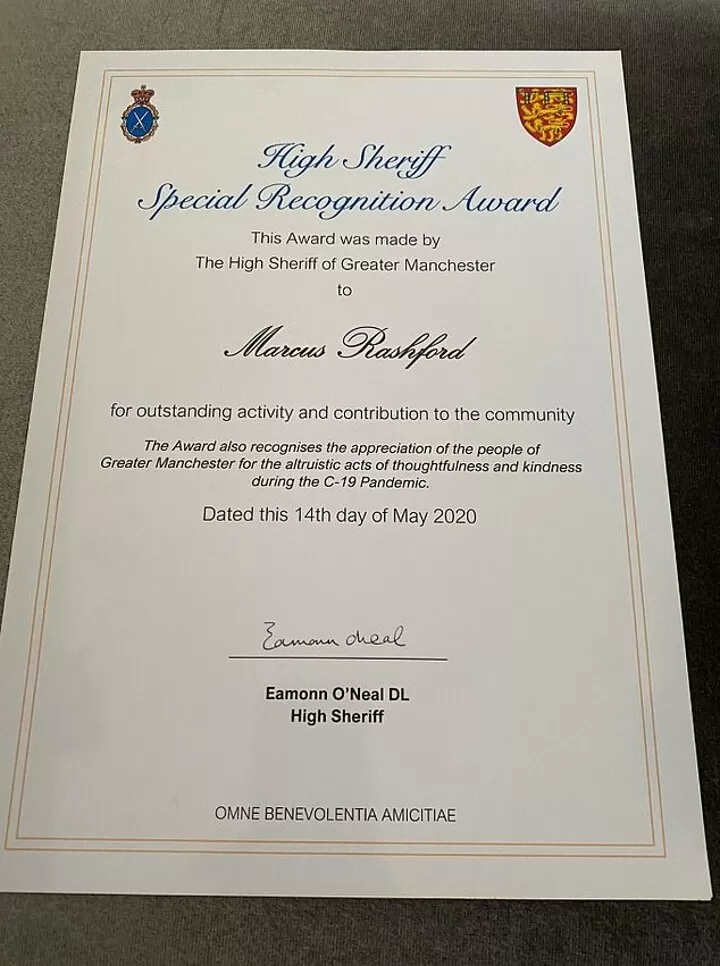 High Sheriff
Special Recognition Award
This Award was made by
The High Sheriff of Greater Manchester
to
Marcus Rashford
for outstanding activity and contribution to the community
The Award also recognises the appreciation of the people of
Greater Manchester for the altruistic acts of thoughtfulness and kindness
during the C-19 Pandemic.
Dated this 14th day of May 2020
Eamonn O'Neal
Eamonn O'Neal DL
High Sheriff
OMNE BENEVOLENTIA AMICITIAE